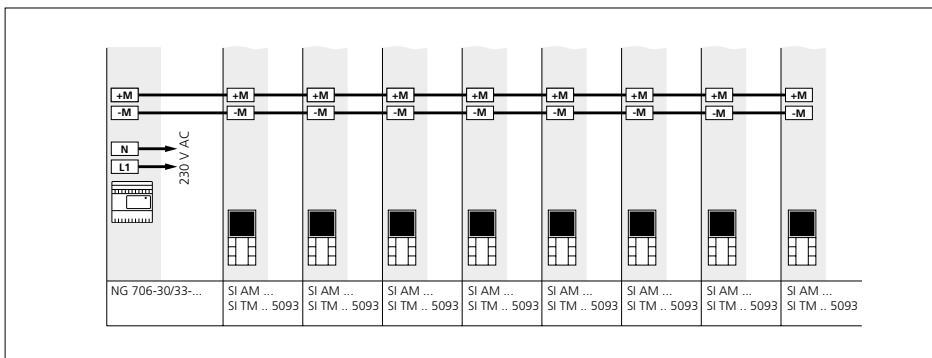 +M +M +M +M +M +M +M +M +M
-M -M -M -M -M -M -M -M -M
N
L1
230 V AC
NG 706-30/33-... SI AM ... SI AM ... SI AM ... SI AM ... SI AM ... SI AM ... SI AM ... SI AM ...
SI TM .. 5093 SI TM .. 5093 SI TM .. 5093 SI TM .. 5093 SI TM .. 5093 SI TM .. 5093 SI TM .. 5093 SI TM .. 5093